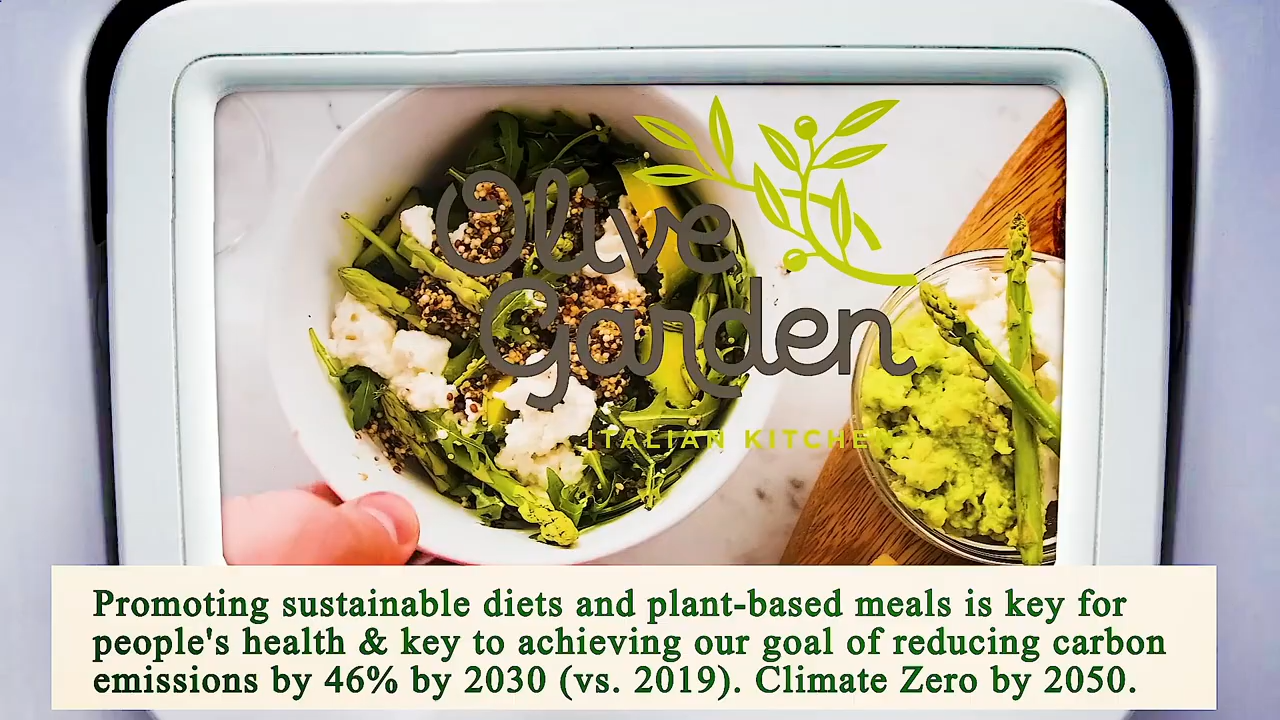 Olive
Garden
ITALIAN KITCHEN
Promoting sustainable diets and plant-based meals is key for
people's health & key to achieving our goal of reducing carbon
emissions by 46% by 2030 (vs. 2019). Climate Zero by 2050.